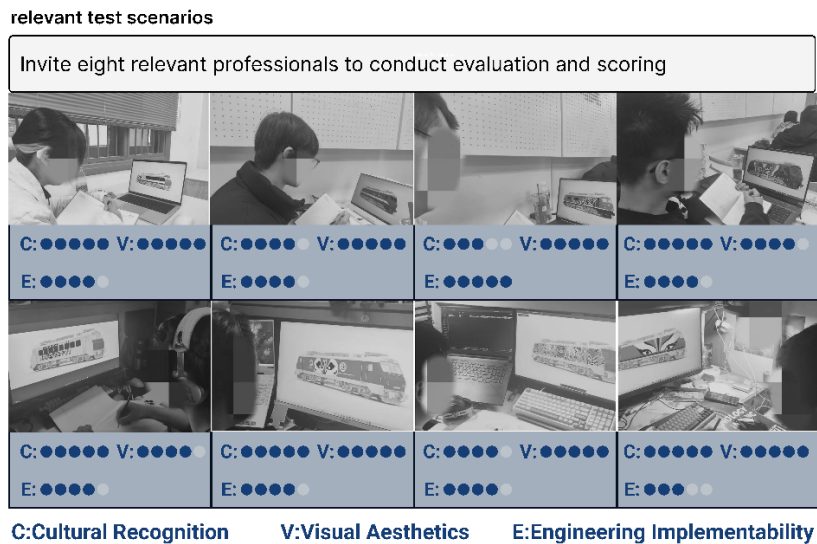 relevant test scenarios
Invite eight relevant professionals to conduct evaluation and scoring
C: V:
E:
C: V:
E:
C: V:
E:
C: V:
E:
C: V:
E:
C: V:
E:
C: V:
E:
C: V:
E:
C:Cultural Recognition V:Visual Aesthetics E:Engineering Implementability